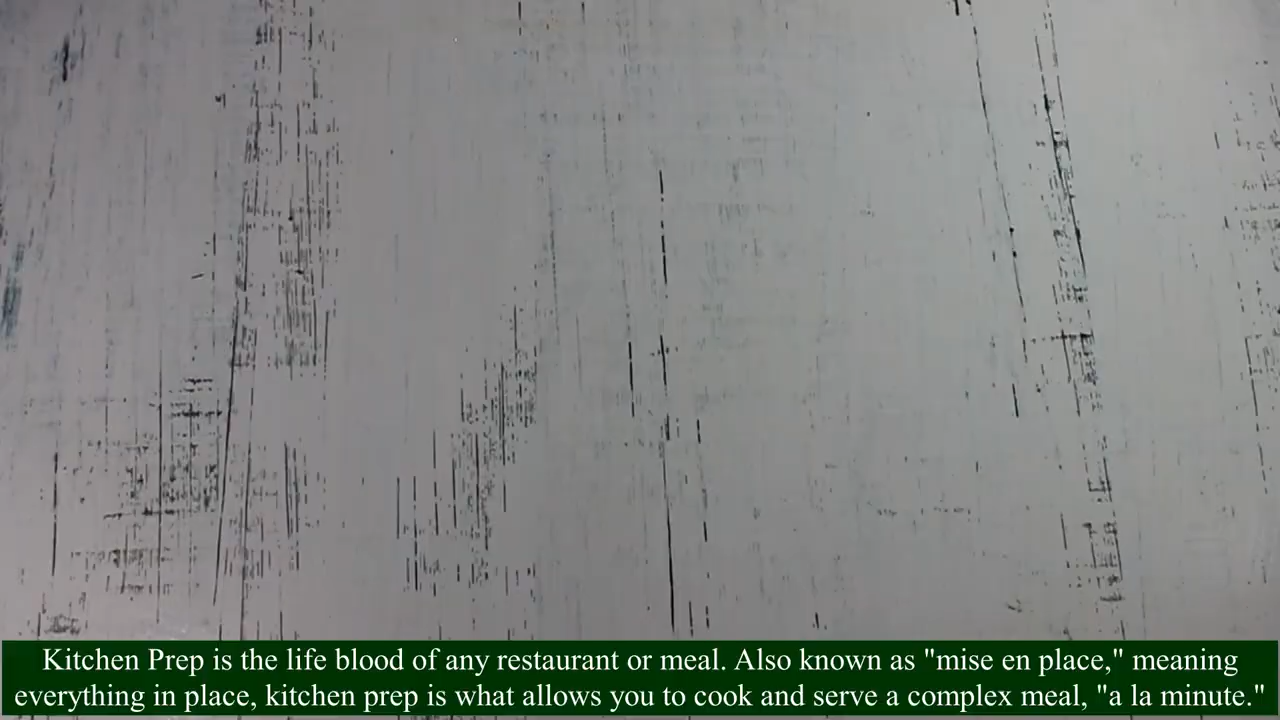 Kitchen Prep is the life blood of any restaurant or meal. Also known as "mise en place," meaning
everything in place, kitchen prep is what allows you to cook and serve a complex meal, "a la minute."